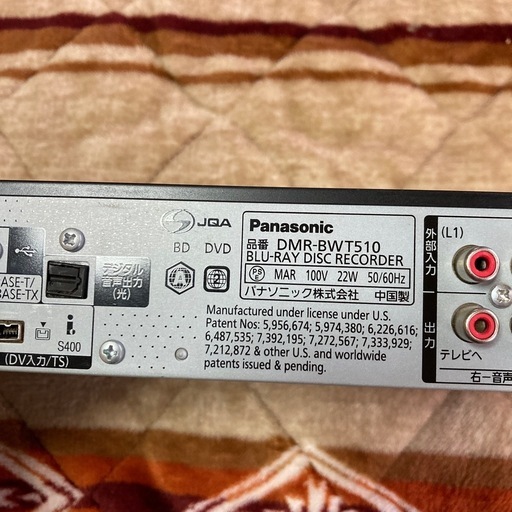 JQA
BD DVD
A 2
Panasonic
品番 DMR-BWT510
BLU-RAY DISC RECORDER
PSE MAR 100V 22W 50/60Hz
パナソニック株式会社 中国製
Manufactured under license under U.S.
Patent Nos: 5,956,674; 5,974,380; 6,226,616;
6,487,535; 7,392,195; 7,272,567; 7,333,929;
7,212,872 & other U.S. and worldwide
patents issued & pending.
ASE-T/
BASE-TX
デジタル
音声出力
(光)
S400
(DV入力/TS)
外部入力
(L1)
出力
テレビへ
右ー音声